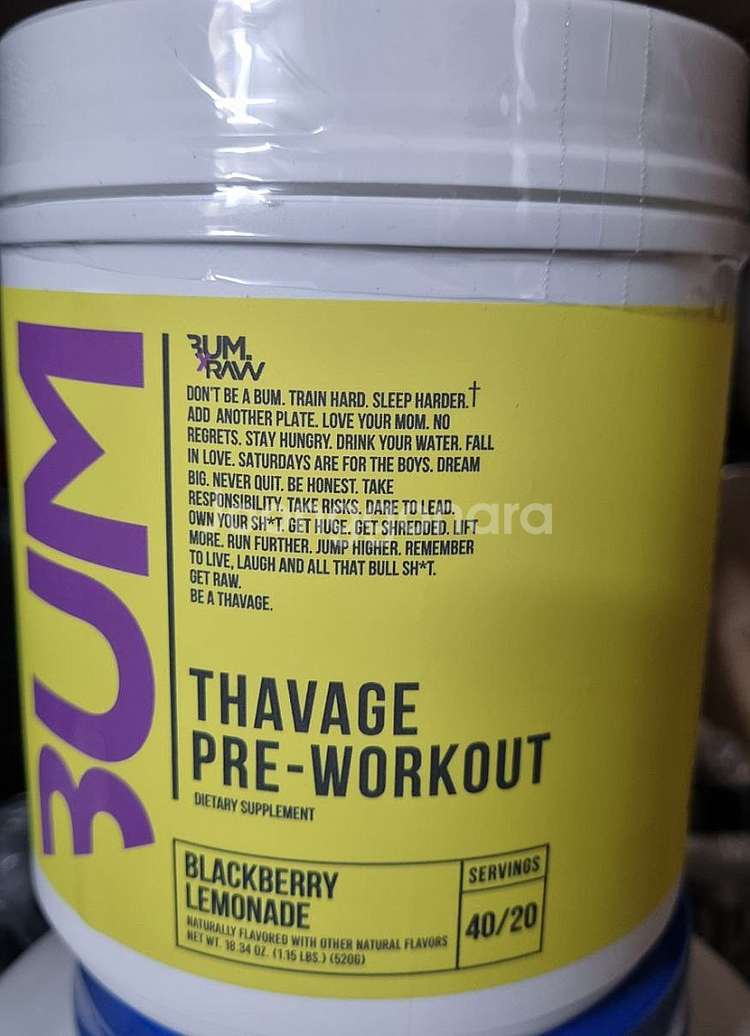 BUM
BUM.
XRAW
DON'T BE A BUM. TRAIN HARD. SLEEP HARDER.†
ADD ANOTHER PLATE. LOVE YOUR MOM. NO
REGRETS. STAY HUNGRY. DRINK YOUR WATER. FALL
IN LOVE. SATURDAYS ARE FOR THE BOYS. DREAM
BIG. NEVER QUIT. BE HONEST. TAKE
RESPONSIBILITY. TAKE RISKS. DARE TO LEAD.
OWN YOUR SH*T. GET HUGE. GET SHREDDED. LIFT
MORE. RUN FURTHER. JUMP HIGHER. REMEMBER
TO LIVE, LAUGH AND ALL THAT BULL SH*T.
GET RAW.
BE A THAVAGE.
THAVAGE
PRE-WORKOUT
DIETARY SUPPLEMENT
BLACKBERRY
LEMONADE
NATURALLY FLAVORED WITH OTHER NATURAL FLAVORS
NET WT. 18.34 OZ. (1.15 LBS.) (520G)
SERVINGS
40/20